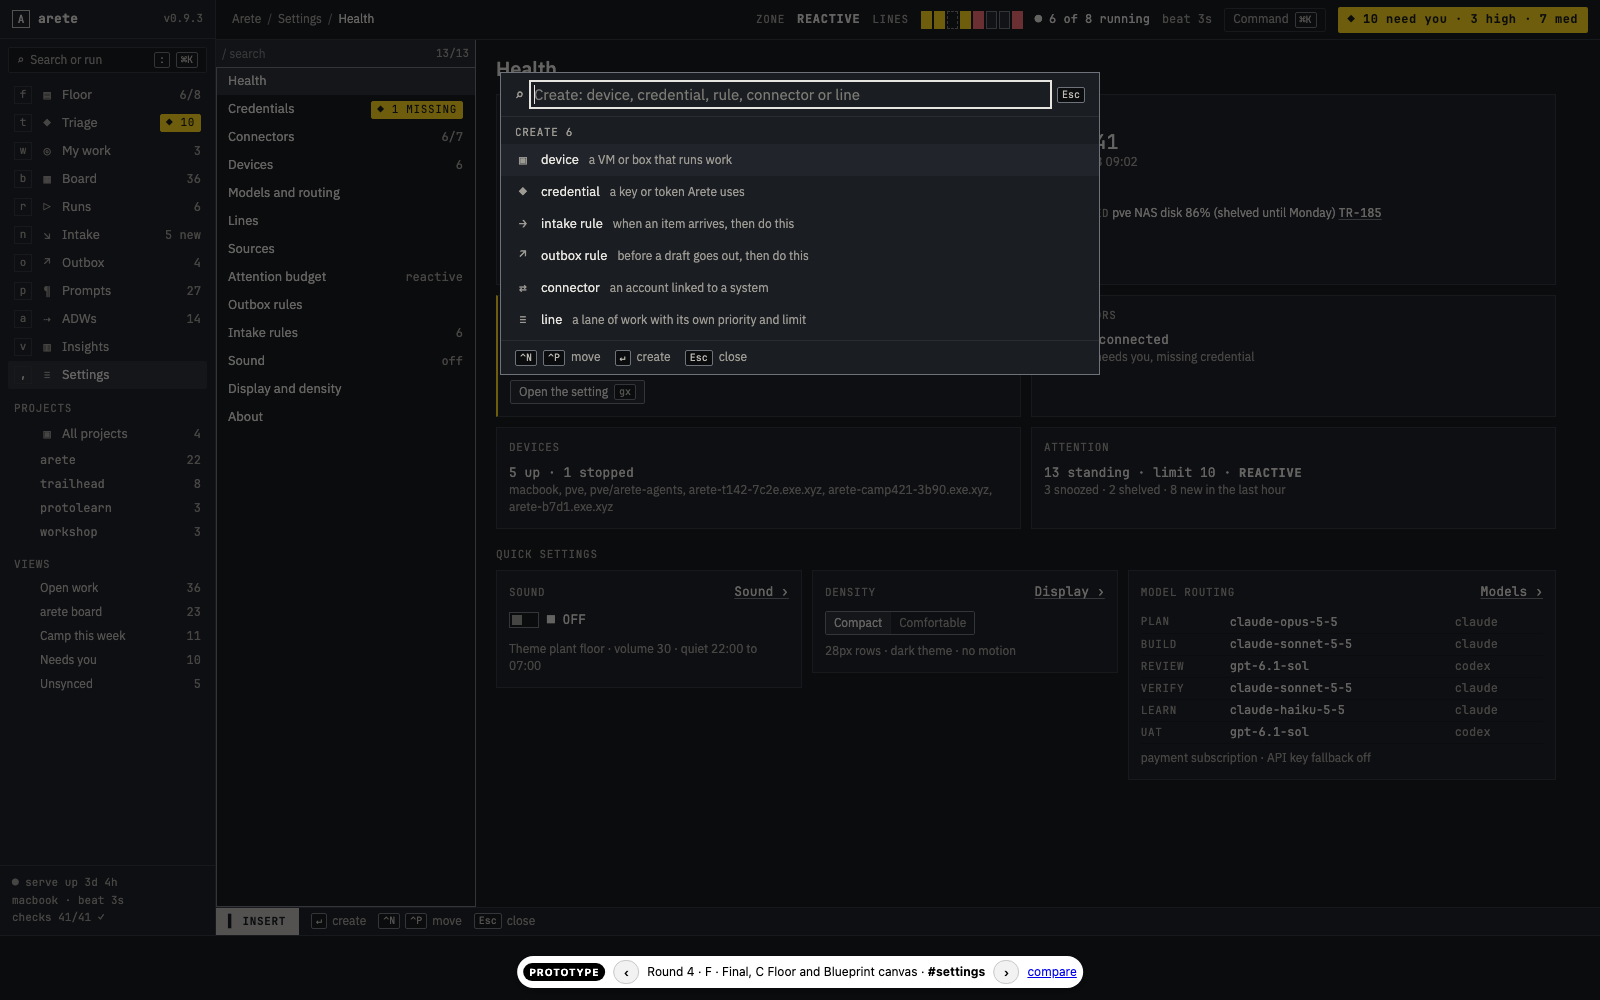 A arete v0.9.3
Search or run : ⌘K
f Floor 6/8
t Triage ◆ 10
w My work 3
b Board 36
r Runs 6
n Intake 5 new
o Outbox 4
p Prompts 27
a ADWs 14
v Insights
, Settings
PROJECTS
All projects 4
arete 22
trailhead 8
protolearn 3
workshop 3
VIEWS
Open work 36
arete board 23
Camp this week 11
Needs you 10
Unsynced 5
● serve up 3d 4h
macbook · beat 3s
checks 41/41 ✓
Arete / Settings / Health
ZONE REACTIVE LINES ● 6 of 8 running beat 3s Command ⌘K ◆ 10 need you · 3 high · 7 med
/ search 13/13
Health
Credentials ◆ 1 MISSING
Connectors 6/7
Devices 6
Models and routing
Lines
Sources
Attention budget reactive
Outbox rules
Intake rules 6
Sound off
Display and density
About
Health
Create: device, credential, rule, connector or line Esc
CREATE 6
device a VM or box that runs work
credential a key or token Arete uses
intake rule when an item arrives, then do this
outbox rule before a draft goes out, then do this
connector an account linked to a system
line a lane of work with its own priority and limit
^N ^P move ↵ create Esc close
41
09:02
pve NAS disk 86% (shelved until Monday) TR-185
connected
needs you, missing credential
Open the setting gx
DEVICES
5 up · 1 stopped
macbook, pve, pve/arete-agents, arete-t142-7c2e.exe.xyz, arete-camp421-3b90.exe.xyz,
arete-b7d1.exe.xyz
ATTENTION
13 standing · limit 10 · REACTIVE
3 snoozed · 2 shelved · 8 new in the last hour
QUICK SETTINGS
SOUND Sound ›
■ OFF
Theme plant floor · volume 30 · quiet 22:00 to
07:00
DENSITY Display ›
Compact Comfortable
28px rows · dark theme · no motion
MODEL ROUTING Models ›
PLAN claude-opus-5-5 claude
BUILD claude-sonnet-5-5 claude
REVIEW gpt-6.1-sol codex
VERIFY claude-sonnet-5-5 claude
LEARN claude-haiku-5-5 claude
UAT gpt-6.1-sol codex
payment subscription · API key fallback off
INSERT ↵ create ^N ^P move Esc close
PROTOTYPE ‹ Round 4 · F · Final, C Floor and Blueprint canvas · #settings › compare